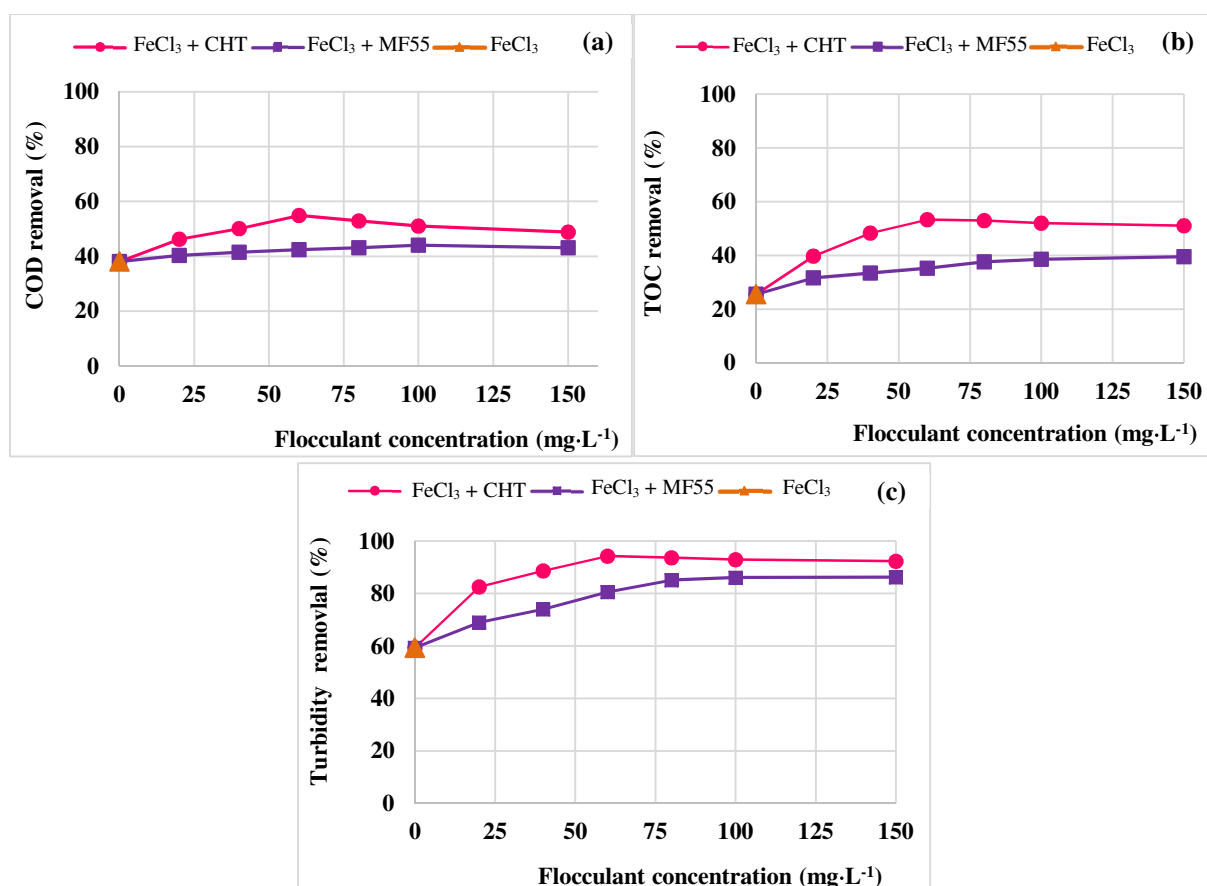 FeCl₃ + CHT FeCl₃ + MF55 FeCl₃ (a)
100
80
60
40
20
0
COD removal (%)
0 25 50 75 100 125 150
Flocculant concentration (mg·L⁻¹)
FeCl₃ + CHT FeCl₃ + MF55 FeCl₃ (b)
100
80
60
40
20
0
TOC removal (%)
0 25 50 75 100 125 150
Flocculant concentration (mg·L⁻¹)
FeCl₃ + CHT FeCl₃ + MF55 FeCl₃ (c)
100
80
60
40
20
0
Turbidity removlal (%)
0 25 50 75 100 125 150
Flocculant concentration (mg·L⁻¹)